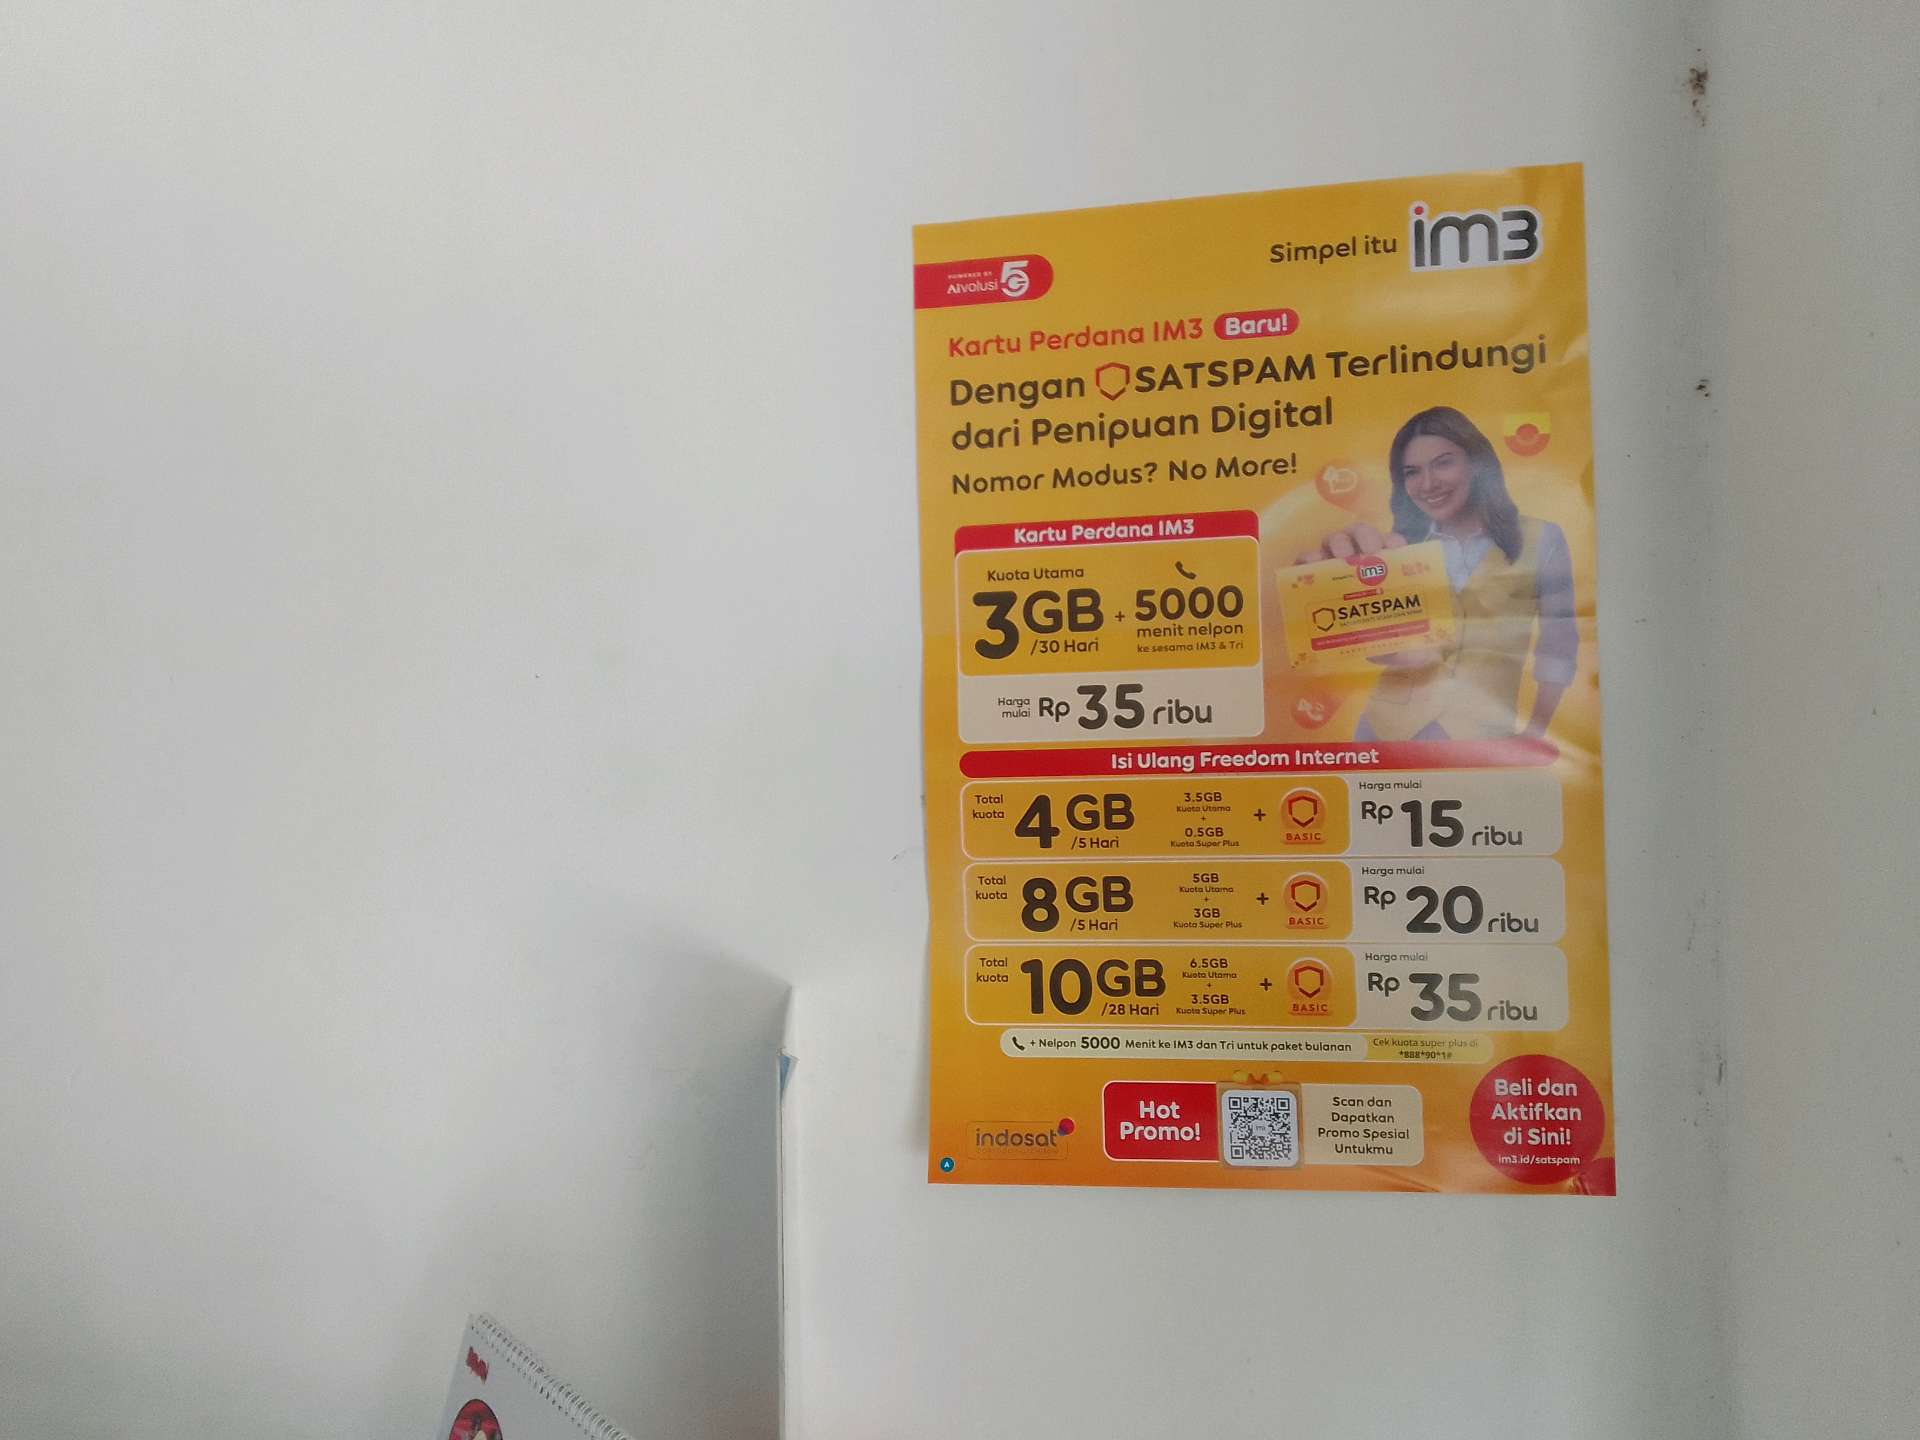 Simpel itu im3
POWERED BY
AIvolusi 5G
Kartu Perdana IM3 Baru!
Dengan SATSPAM Terlindungi
dari Penipuan Digital
Nomor Modus? No More!
Kartu Perdana IM3
Kuota Utama
3GB
/30 Hari
+ 5000
menit nelpon
ke sesama IM3 & Tri
Harga
mulai
Rp 35 ribu
im3
SATSPAM
Isi Ulang Freedom Internet
Total
kuota
4GB
/5 Hari
3.5GB
Kuota Utama
+
0.5GB
Kuota Super Plus
+
BASIC
Harga mulai
Rp 15 ribu
Total
kuota
8GB
/5 Hari
5GB
Kuota Utama
+
3GB
Kuota Super Plus
+
BASIC
Harga mulai
Rp 20 ribu
Total
kuota
10GB
/28 Hari
6.5GB
Kuota Utama
+
3.5GB
Kuota Super Plus
+
BASIC
Harga mulai
Rp 35 ribu
+ Nelpon 5000 Menit ke IM3 dan Tri untuk paket bulanan
Cek kuota super plus di
*888*90*1#
indosat
Hot
Promo!
Scan dan
Dapatkan
Promo Spesial
Untukmu
Beli dan
Aktifkan
di Sini!
im3.id/satspam
A